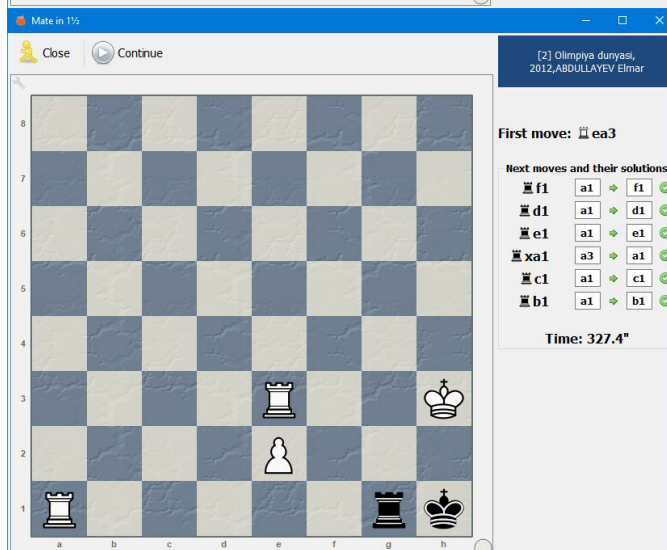 Mate in 1½
Close
Continue
[2] Olimpiya dunyasi,
2012,ABDULLAYEV Elmar
First move: ♖ ea3
Next moves and their solutions
♜ f1 a1 f1
♜ d1 a1 d1
♜ e1 a1 e1
♜ xa1 a3 a1
♜ c1 a1 c1
♜ b1 a1 b1
Time: 327.4"
8
7
6
5
4
3
2
1
a b c d e f g h